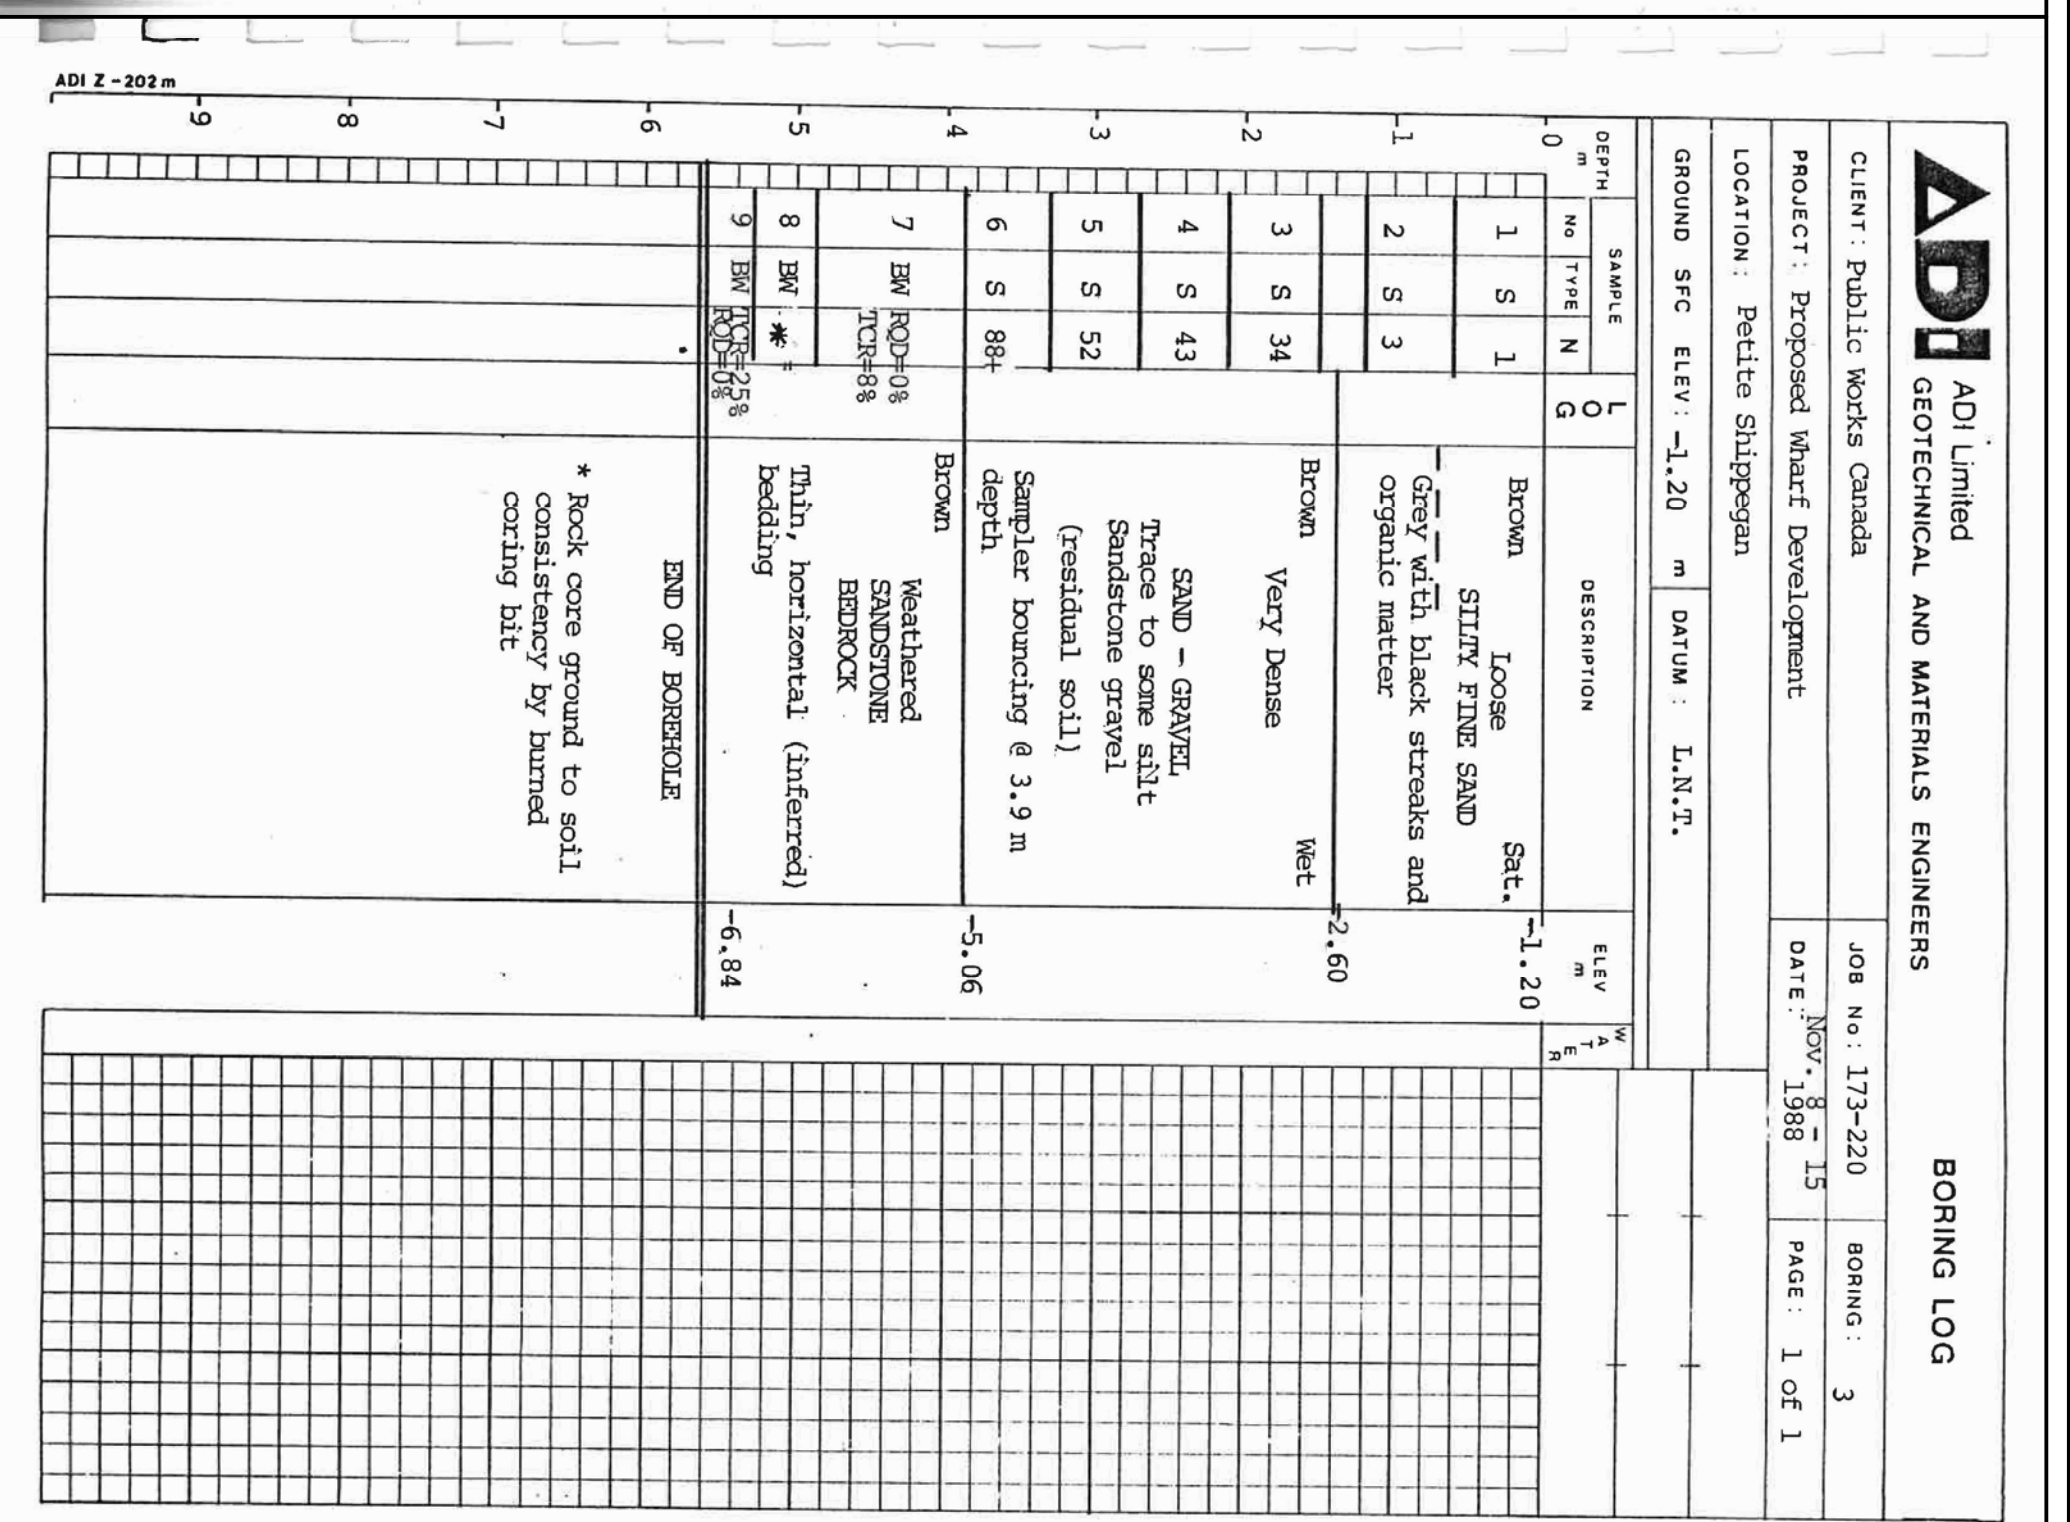 ADI
ADI Limited
GEOTECHNICAL AND MATERIALS ENGINEERS
BORING LOG
CLIENT: Public Works Canada
JOB No: 173-220
BORING: 3
PROJECT: Proposed Wharf Development
DATE: Nov. 8 - 15
1988
PAGE: 1 of 1
LOCATION: Petite Shippegan
GROUND SFC ELEV: -1.20 m
DATUM: L.N.T.
DEPTH
m
SAMPLE
No TYPE N
LOG
DESCRIPTION
ELEV
m
WATER
0
-1.20
1 S 1
Brown Loose Sat.
SILTY FINE SAND
Grey with black streaks and
organic matter
1
2 S 3
-2.60
Brown Very Dense Wet
3 S 34
2
SAND - GRAVEL
Trace to some silt
Sandstone gravel
(residual soil)
4 S 43
3
5 S 52
Sampler bouncing @ 3.9 m
depth
6 S 88+
-5.06
4
Brown
7 BW RQD=0%
TCR=8%
Weathered
SANDSTONE
BEDROCK
5
8 BW * =
Thin, horizontal (inferred)
bedding
9 BW TCR=25%
RQD=0%
-6.84
END OF BOREHOLE
6
* Rock core ground to soil
consistency by burned
coring bit
7
8
9
ADI Z-202m